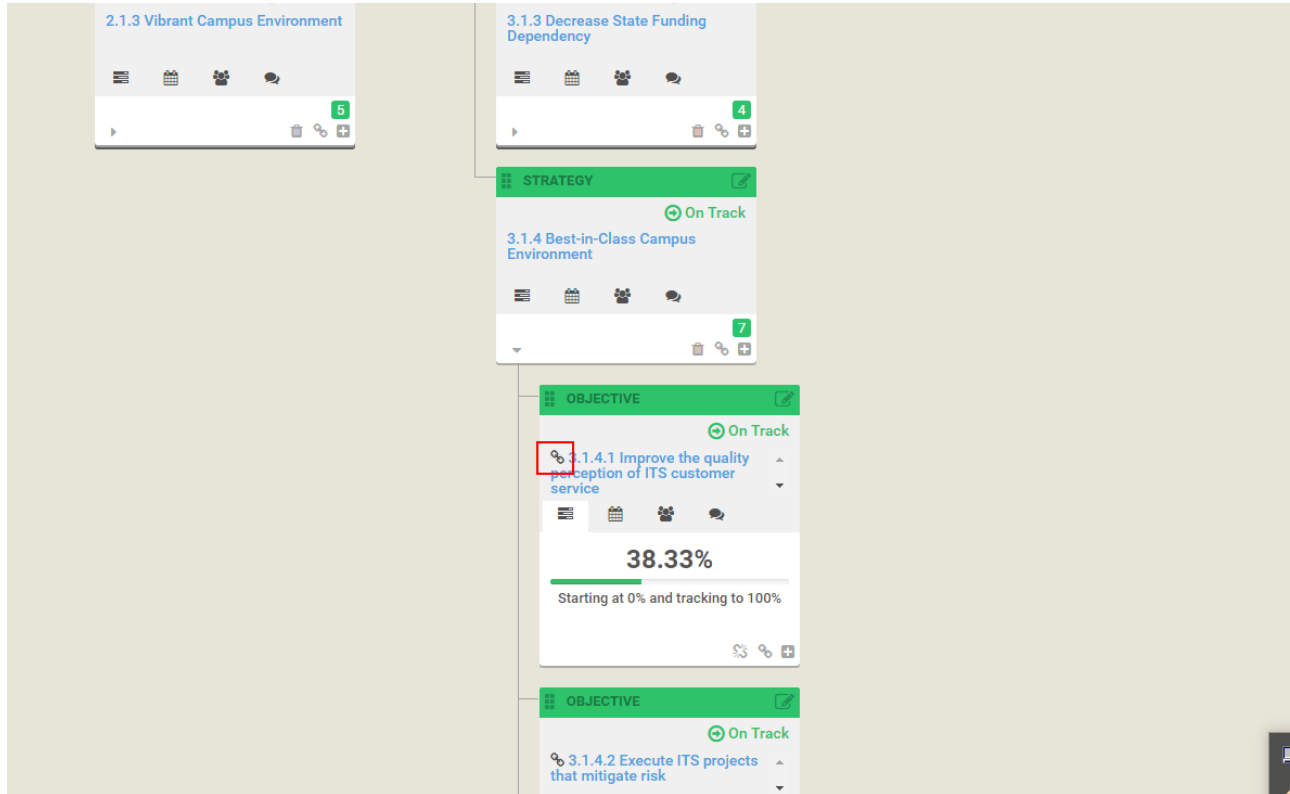 2.1.3 Vibrant Campus Environment
5
3.1.3 Decrease State Funding
Dependency
4
STRATEGY
On Track
3.1.4 Best-in-Class Campus
Environment
7
OBJECTIVE
On Track
3.1.4.1 Improve the quality
perception of ITS customer
service
38.33%
Starting at 0% and tracking to 100%
OBJECTIVE
On Track
3.1.4.2 Execute ITS projects
that mitigate risk